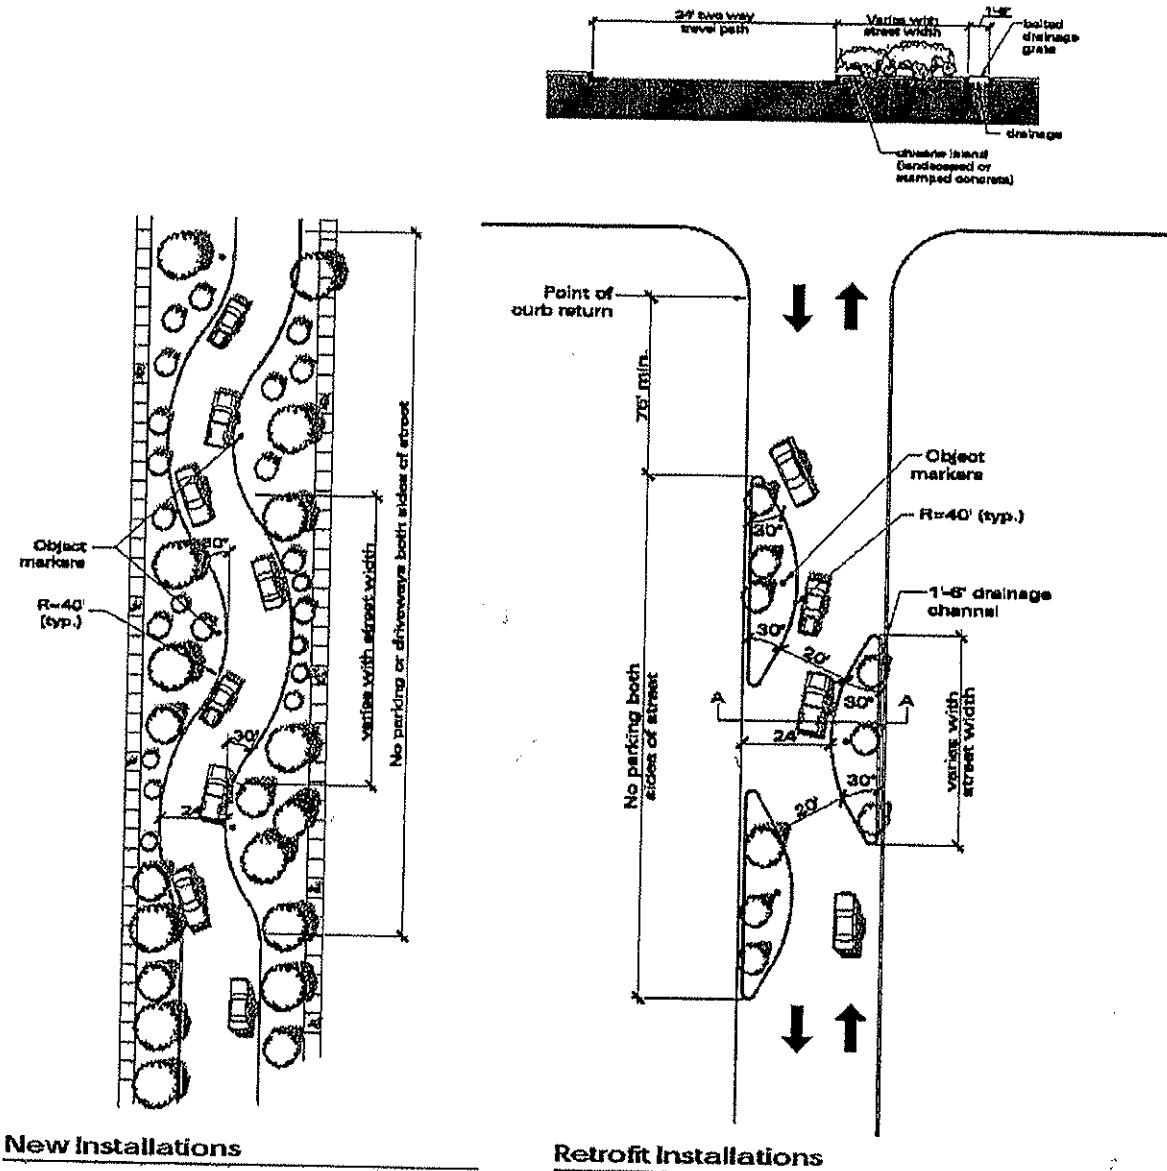 24' two way
travel path
Varies with
street width
1'-6"
bolted
drainage
grate
drainage
chicane island
(landscaped or
stamped concrete)
Point of
curb return
75' min.
Object
markers
R=40' (typ.)
30°
30°
20'
1'-6" drainage
channel
30°
A
A
24'
30°
20'
varies with
street width
No parking both
sides of street
Object
markers
30°
R=40'
(typ.)
30'
varies with street width
No parking or driveways both sides of street
New Installations
Retrofit Installations